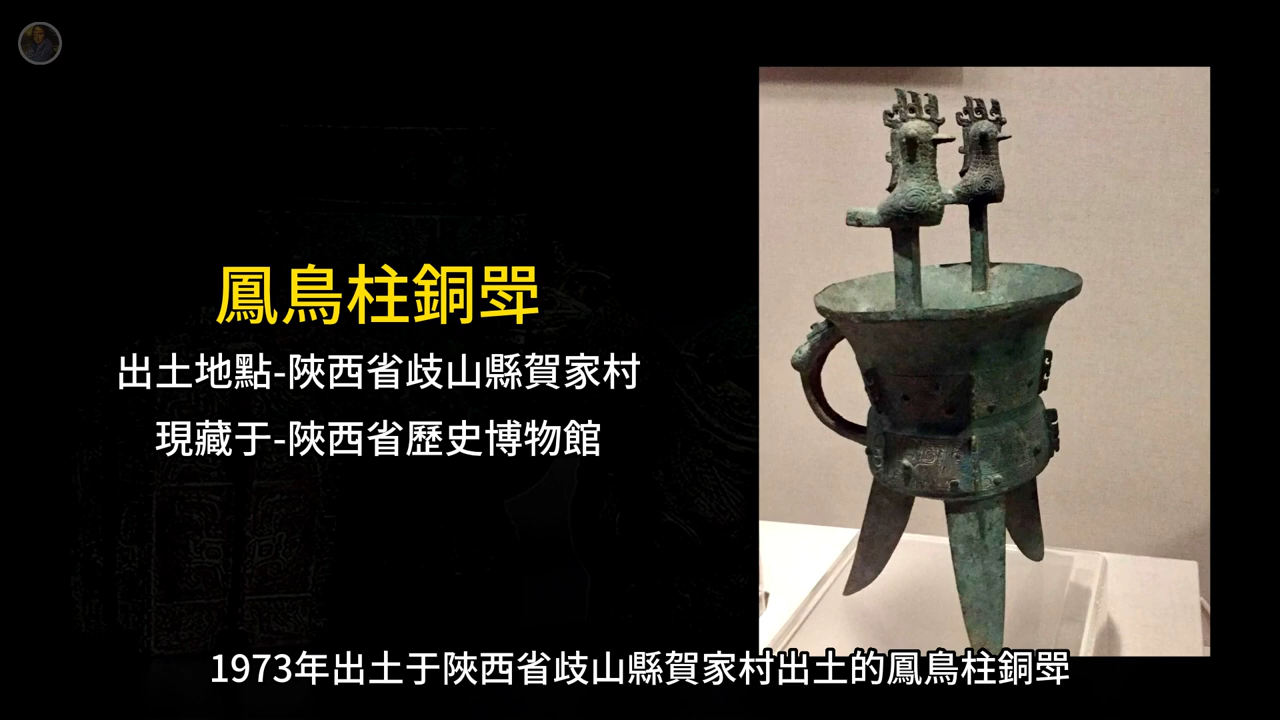 鳳鳥柱銅斝
出土地點-陝西省歧山縣賀家村
現藏于-陝西省歷史博物館
1973年出土于陝西省歧山縣賀家村出土的鳳鳥柱銅斝